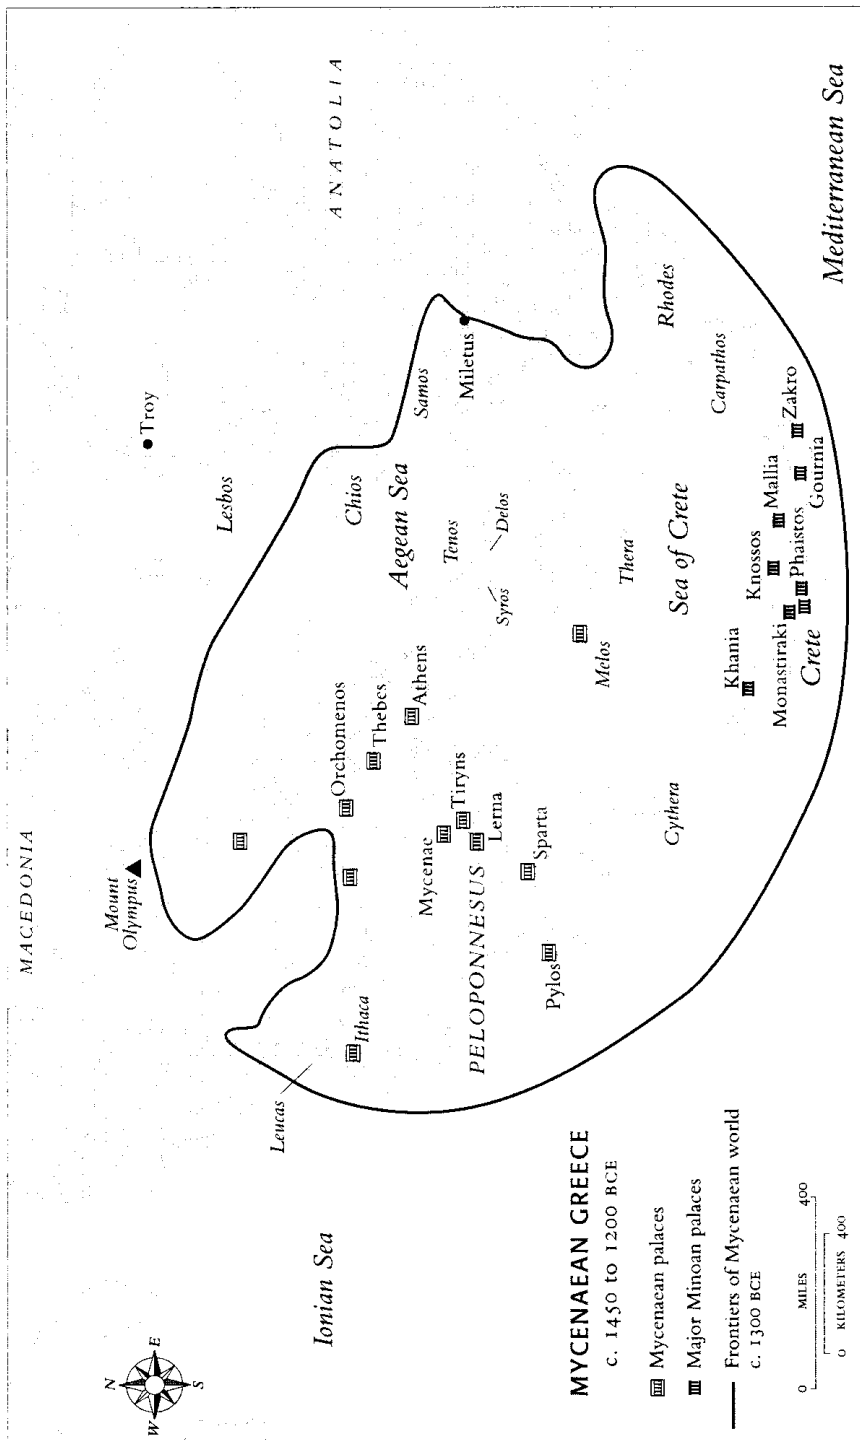 MACEDONIA
Mount
Olympus
Troy
ANATOLIA
Lesbos
Leucas
Ithaca
Orchomenos
Thebes
Athens
Chios
Aegean Sea
Samos
Miletus
Tenos
Delos
Syros
Ionian Sea
Mycenae
Tiryns
Lerna
PELOPONNESUS
Sparta
Pylos
Melos
Thera
Cythera
Sea of Crete
Rhodes
Carpathos
Khania
Knossos
Mallia
Zakro
Monastiraki
Phaistos
Gournia
Crete
Mediterranean Sea
N
W
E
S
MYCENAEAN GREECE
c. 1450 to 1200 BCE
Mycenaean palaces
Major Minoan palaces
Frontiers of Mycenaean world
c. 1300 BCE
0 MILES 400
0 KILOMETERS 400